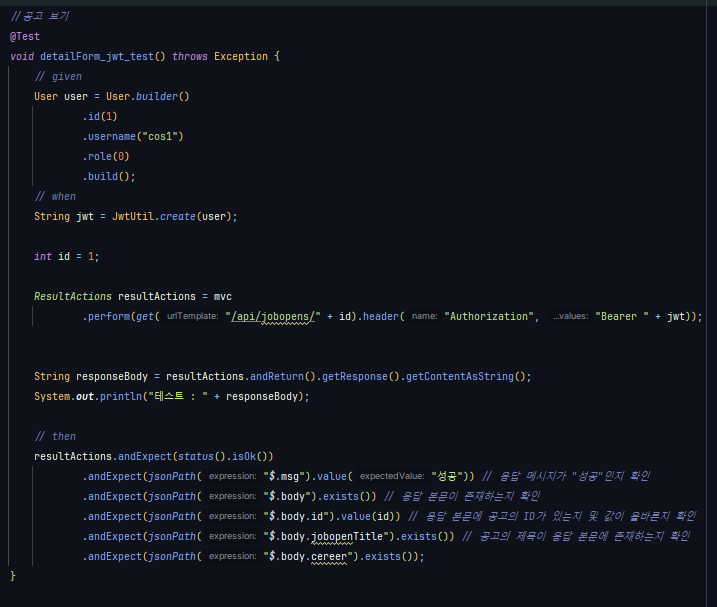 //공고 보기
@Test
void detailForm_jwt_test() throws Exception {
// given
User user = User.builder()
.id(1)
.username("cos1")
.role(0)
.build();
// when
String jwt = JwtUtil.create(user);
int id = 1;
ResultActions resultActions = mvc
.perform(get( urlTemplate: "/api/jobopens/" + id).header( name: "Authorization", ...values: "Bearer " + jwt));
String responseBody = resultActions.andReturn().getResponse().getContentAsString();
System.out.println("테스트 : " + responseBody);
// then
resultActions.andExpect(status().isOk())
.andExpect(jsonPath( expression: "$.msg").value( expectedValue: "성공")) // 응답 메시지가 "성공"인지 확인
.andExpect(jsonPath( expression: "$.body").exists()) // 응답 본문이 존재하는지 확인
.andExpect(jsonPath( expression: "$.body.id").value(id)) // 응답 본문에 공고의 ID가 있는지 및 값이 올바른지 확인
.andExpect(jsonPath( expression: "$.body.jobopenTitle").exists()) // 공고의 제목이 응답 본문에 존재하는지 확인
.andExpect(jsonPath( expression: "$.body.cereer").exists());
}